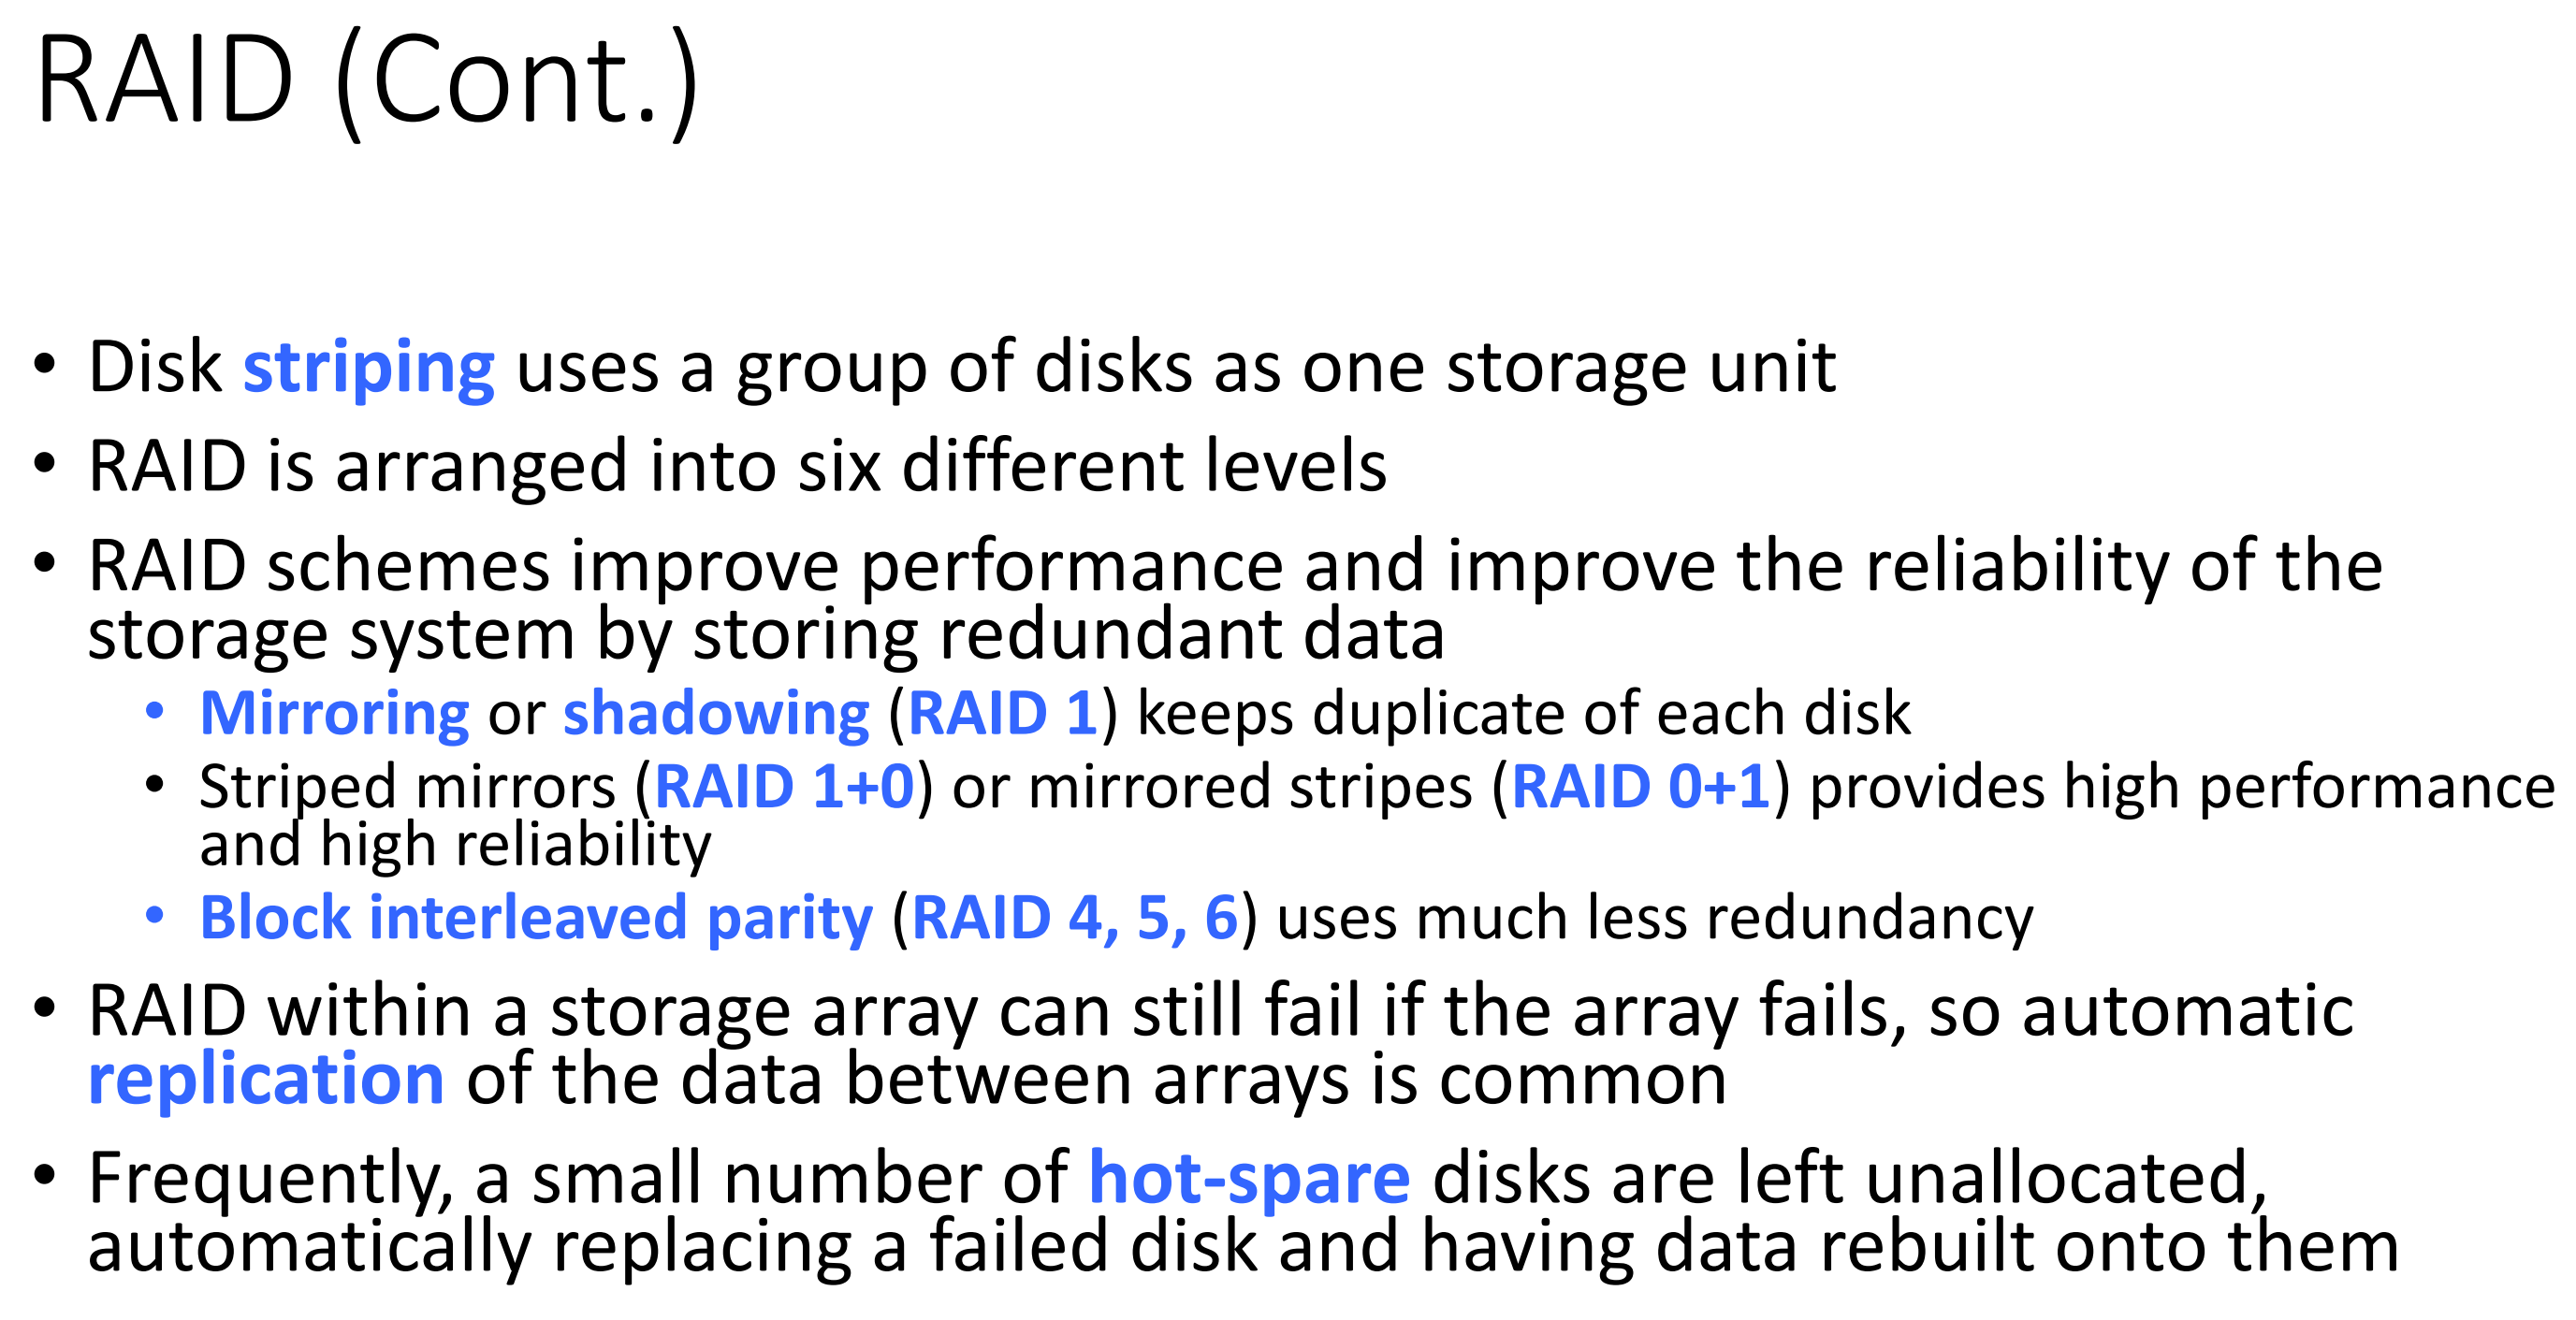 RAID (Cont.)
• Disk striping uses a group of disks as one storage unit
• RAID is arranged into six different levels
• RAID schemes improve performance and improve the reliability of the
storage system by storing redundant data
• Mirroring or shadowing (RAID 1) keeps duplicate of each disk
• Striped mirrors (RAID 1+0) or mirrored stripes (RAID 0+1) provides high performance
and high reliability
• Block interleaved parity (RAID 4, 5, 6) uses much less redundancy
• RAID within a storage array can still fail if the array fails, so automatic
replication of the data between arrays is common
• Frequently, a small number of hot-spare disks are left unallocated,
automatically replacing a failed disk and having data rebuilt onto them